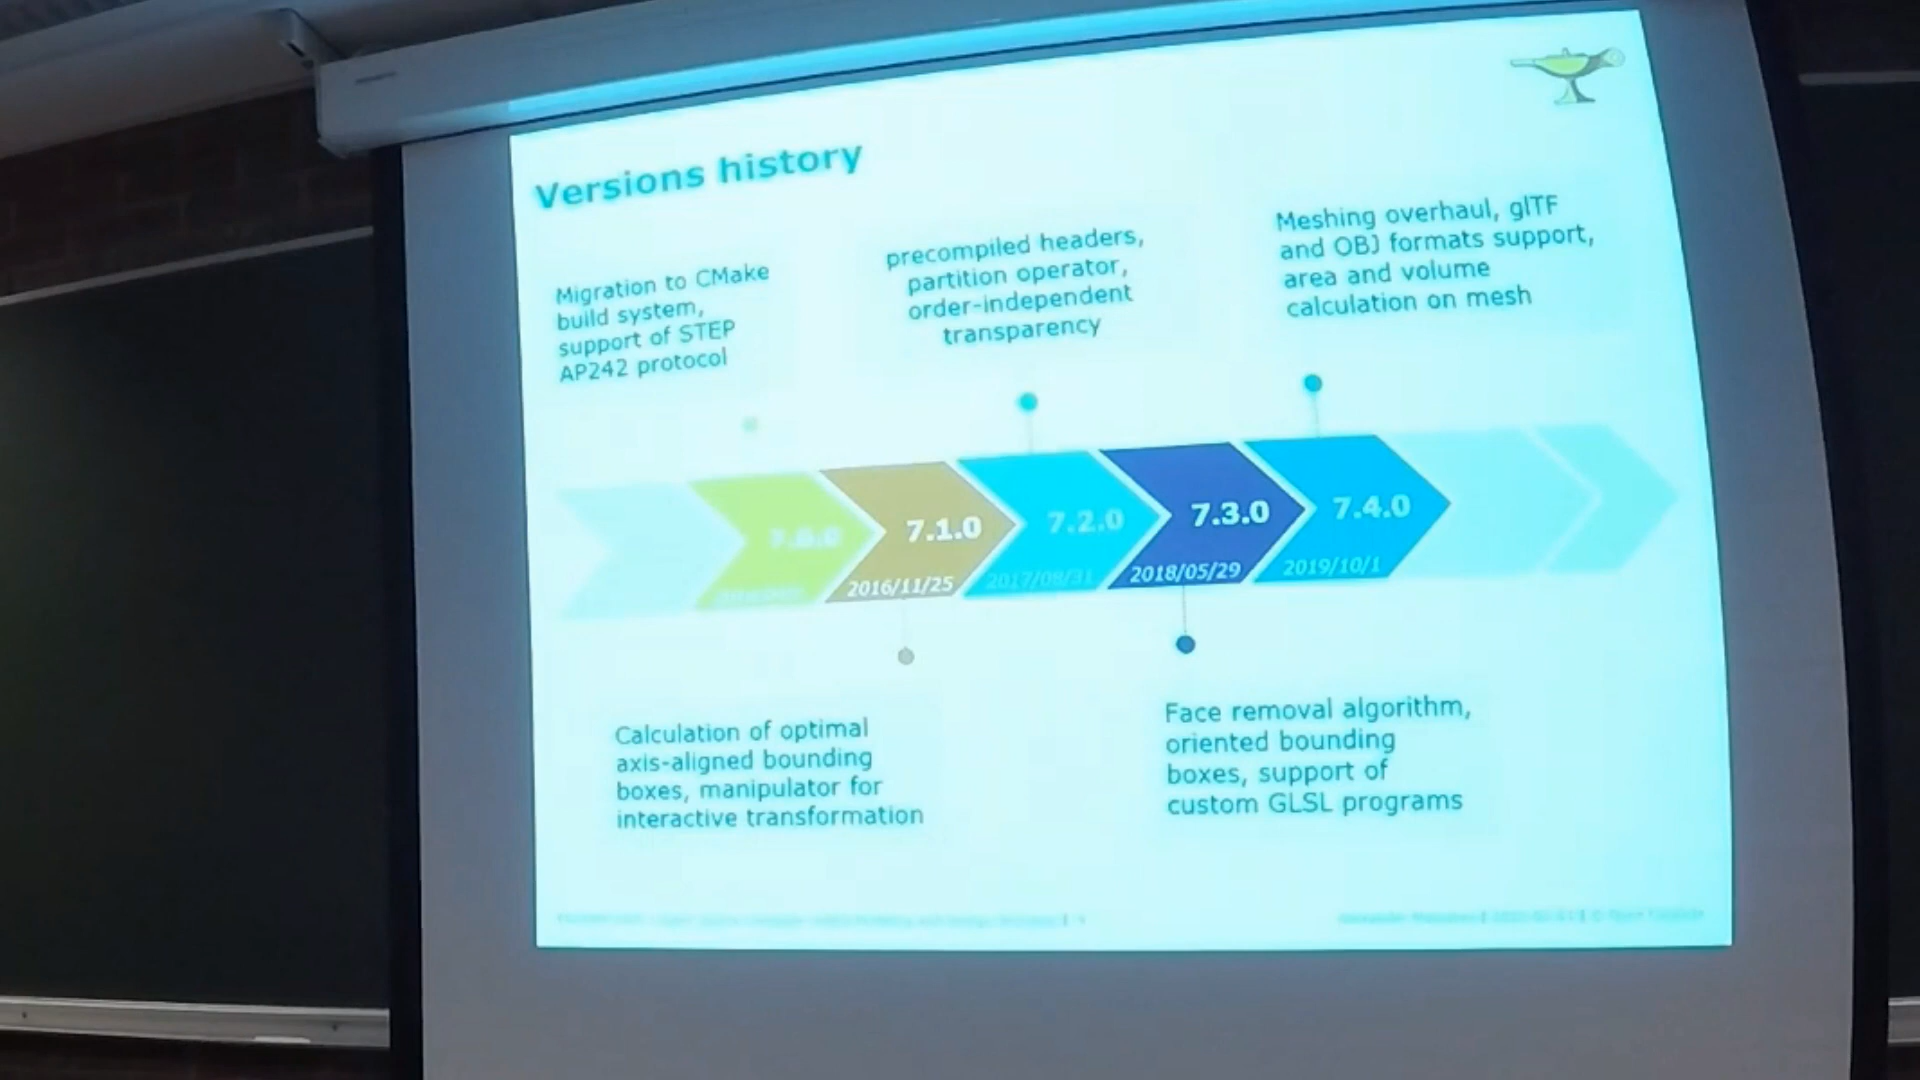 Versions history
Migration to CMake
build system,
support of STEP
AP242 protocol
precompiled headers,
partition operator,
order-independent
transparency
Meshing overhaul, glTF
and OBJ formats support,
area and volume
calculation on mesh
7.1.0
2016/11/25
7.2.0
2017/08/31
7.3.0
2018/05/29
7.4.0
2019/10/1
Calculation of optimal
axis-aligned bounding
boxes, manipulator for
interactive transformation
Face removal algorithm,
oriented bounding
boxes, support of
custom GLSL programs